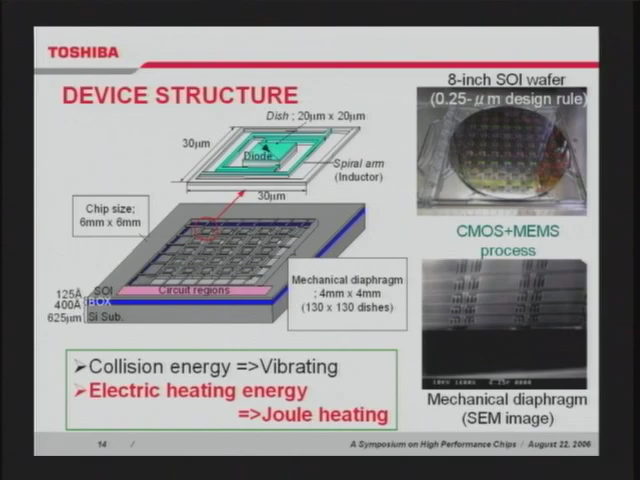 TOSHIBA
DEVICE STRUCTURE
8-inch SOI wafer
(0.25-μm design rule)
Dish ; 20μm x 20μm
30μm
Diode
Spiral arm
(Inductor)
30μm
Chip size;
6mm x 6mm
CMOS+MEMS
process
Mechanical diaphragm
; 4mm x 4mm
(130 x 130 dishes)
125Å SOI Circuit regions
400Å BOX
625μm Si Sub.
➢Collision energy =>Vibrating
➢Electric heating energy
=>Joule heating
Mechanical diaphragm
(SEM image)
14 / A Symposium on High Performance Chips / August 22, 2006